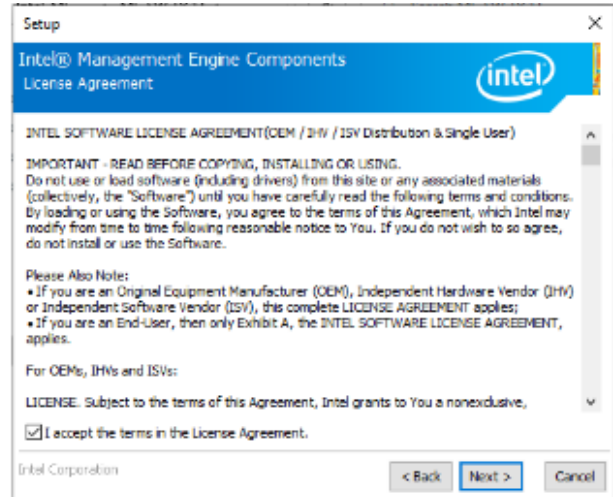 Setup
Intel® Management Engine Components
License Agreement
intel
INTEL SOFTWARE LICENSE AGREEMENT(OEM / IHV / ISV Distribution & Single User)
IMPORTANT - READ BEFORE COPYING, INSTALLING OR USING.
Do not use or load software (including drivers) from this site or any associated materials
(collectively, the "Software") until you have carefully read the following terms and conditions.
By loading or using the Software, you agree to the terms of this Agreement, which Intel may
modify from time to time following reasonable notice to You. If you do not wish to so agree,
do not install or use the Software.
Please Also Note:
• If you are an Original Equipment Manufacturer (OEM), Independent Hardware Vendor (IHV)
or Independent Software Vendor (ISV), this complete LICENSE AGREEMENT applies;
• If you are an End-User, then only Exhibit A, the INTEL SOFTWARE LICENSE AGREEMENT,
applies.
For OEMs, IHVs and ISVs:
LICENSE. Subject to the terms of this Agreement, Intel grants to You a nonexclusive,
I accept the terms in the License Agreement.
Intel Corporation
< Back Next > Cancel